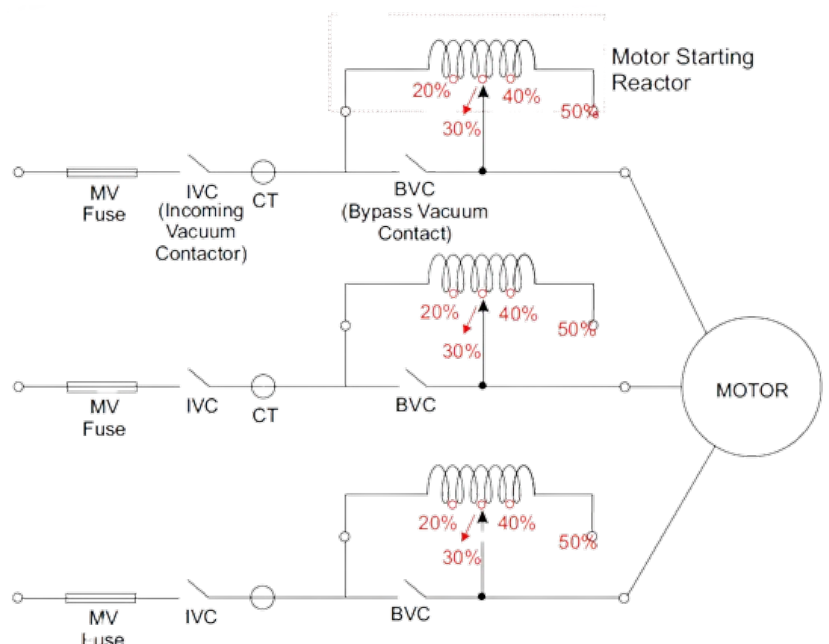 Motor Starting
Reactor
20%
40%
30%
50%
MV
Fuse
IVC
(Incoming
Vacuum
Contactor)
CT
BVC
(Bypass Vacuum
Contact)
20%
40%
30%
50%
MV
Fuse
IVC
CT
BVC
MOTOR
20%
40%
30%
50%
MV
Fuse
IVC
CT
BVC